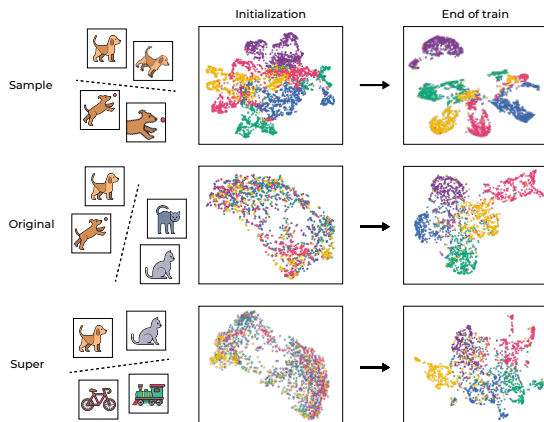 Initialization
End of train
Sample
Original
Super